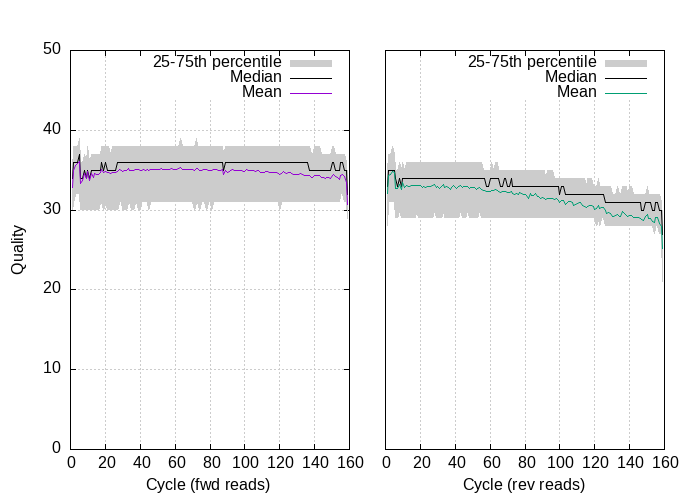 50
40
30
20
10
0
Quality
25-75th percentile
Median
Mean
0 20 40 60 80 100 120 140 160
Cycle (fwd reads)
25-75th percentile
Median
Mean
0 20 40 60 80 100 120 140 160
Cycle (rev reads)